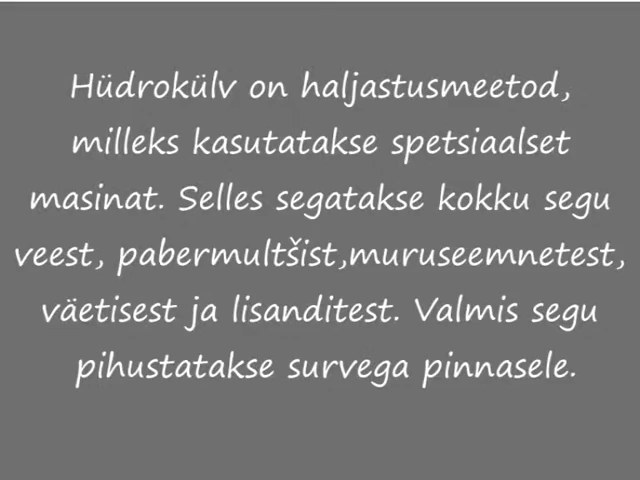 Hüdrokülv on haljastusmeetod,
milleks kasutatakse spetsiaalset
masinat. Selles segatakse kokku segu
veest, pabermultšist,muruseemnetest,
väetisest ja lisanditest. Valmis segu
pihustatakse survega pinnasele.